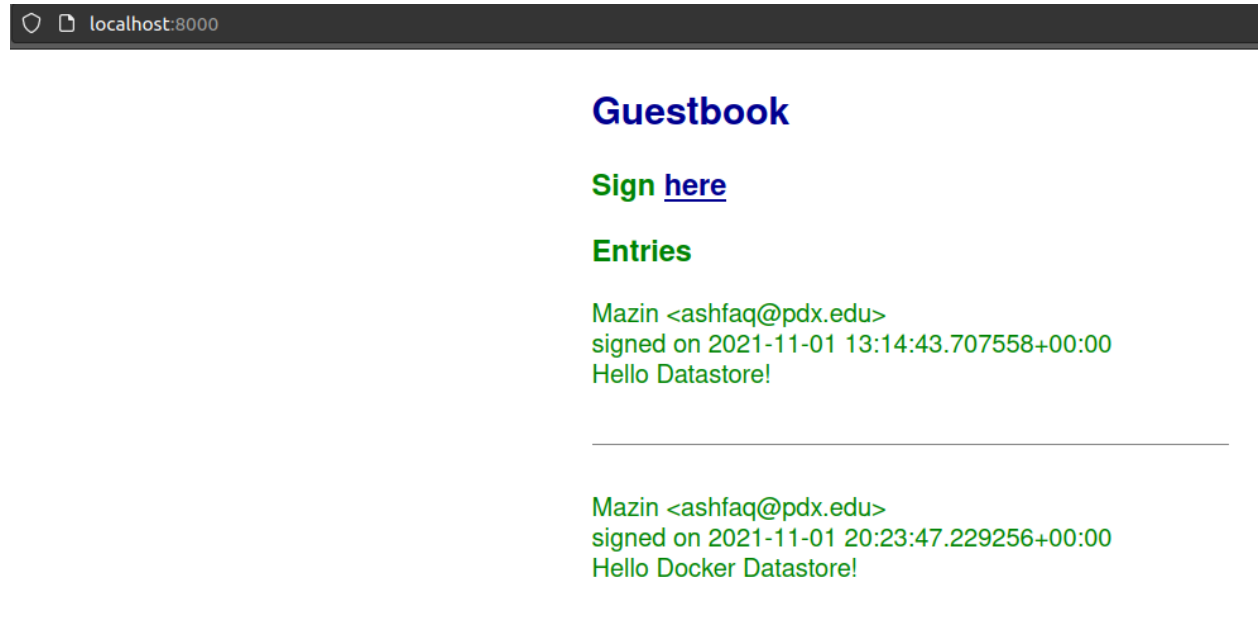 localhost:8000
Guestbook
Sign here
Entries
Mazin <ashfaq@pdx.edu>
signed on 2021-11-01 13:14:43.707558+00:00
Hello Datastore!
Mazin <ashfaq@pdx.edu>
signed on 2021-11-01 20:23:47.229256+00:00
Hello Docker Datastore!